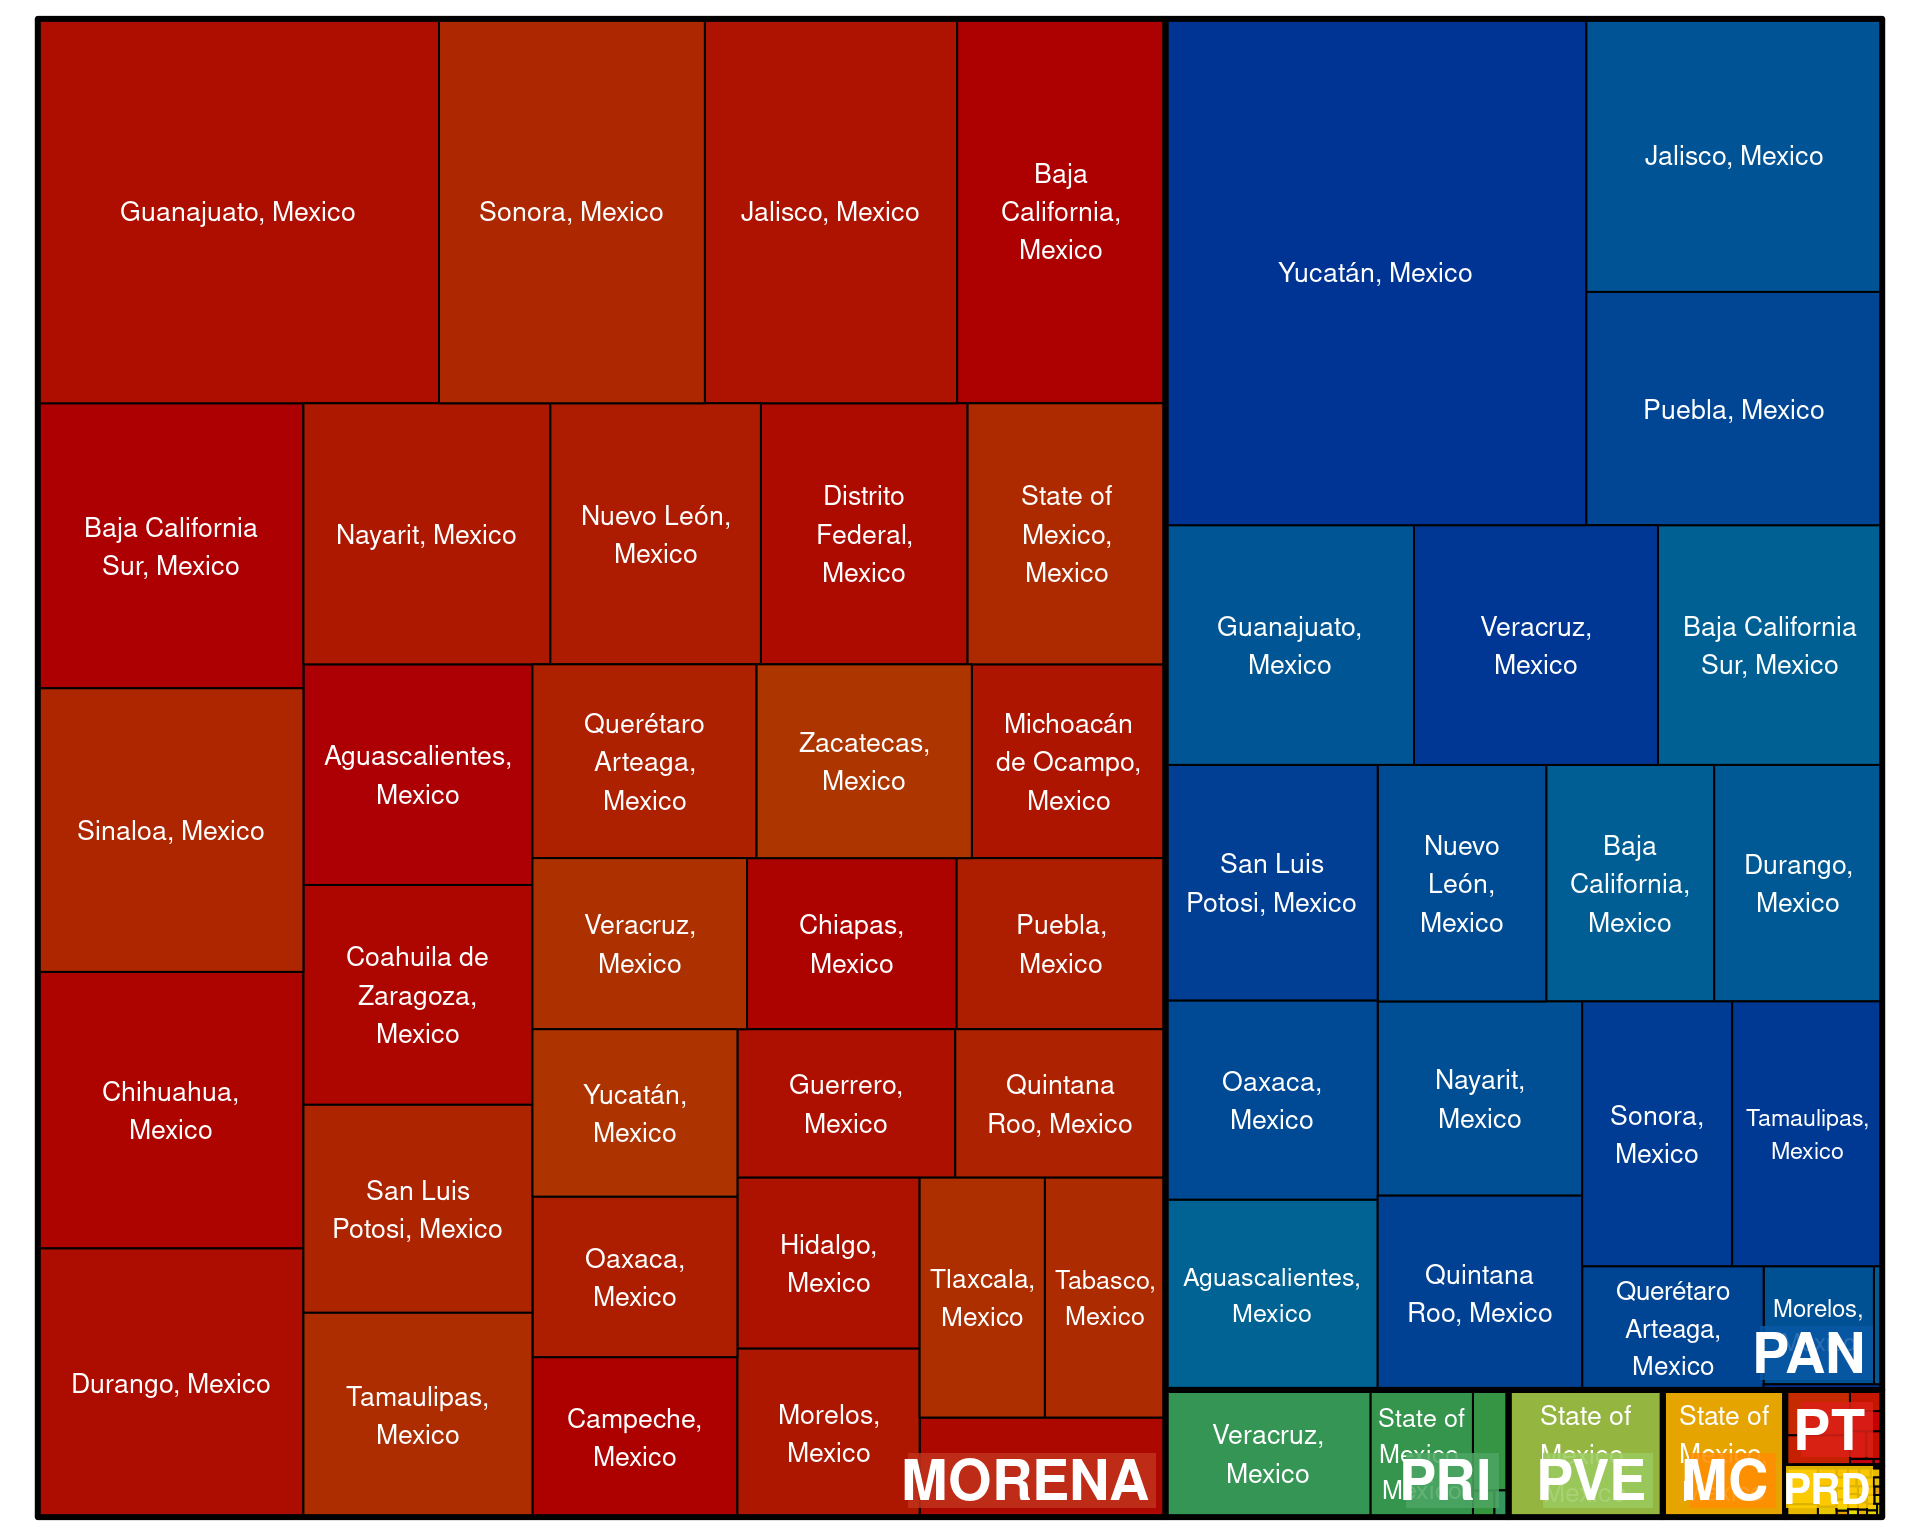 Guanajuato, Mexico
Sonora, Mexico
Jalisco, Mexico
Baja
California,
Mexico
Baja California
Sur, Mexico
Nayarit, Mexico
Nuevo León,
Mexico
Distrito
Federal,
Mexico
State of
Mexico,
Mexico
Sinaloa, Mexico
Aguascalientes,
Mexico
Querétaro
Arteaga,
Mexico
Zacatecas,
Mexico
Michoacán
de Ocampo,
Mexico
Coahuila de
Zaragoza,
Mexico
Veracruz,
Mexico
Chiapas,
Mexico
Puebla,
Mexico
Chihuahua,
Mexico
Yucatán,
Mexico
Guerrero,
Mexico
Quintana
Roo, Mexico
San Luis
Potosi, Mexico
Oaxaca,
Mexico
Hidalgo,
Mexico
Tlaxcala,
Mexico
Tabasco,
Mexico
Durango, Mexico
Tamaulipas,
Mexico
Campeche,
Mexico
Morelos,
Mexico
MORENA
Yucatán, Mexico
Jalisco, Mexico
Puebla, Mexico
Guanajuato,
Mexico
Veracruz,
Mexico
Baja California
Sur, Mexico
San Luis
Potosi, Mexico
Nuevo
León,
Mexico
Baja
California,
Mexico
Durango,
Mexico
Oaxaca,
Mexico
Nayarit,
Mexico
Sonora,
Mexico
Tamaulipas,
Mexico
Aguascalientes,
Mexico
Quintana
Roo, Mexico
Querétaro
Arteaga,
Mexico
Morelos,
PAN
Veracruz,
Mexico
State of
Mexico,
Mexico
PRI
State of
Mexico,
Mexico
PVE
State of
Mexico,
MC
PT
PRD